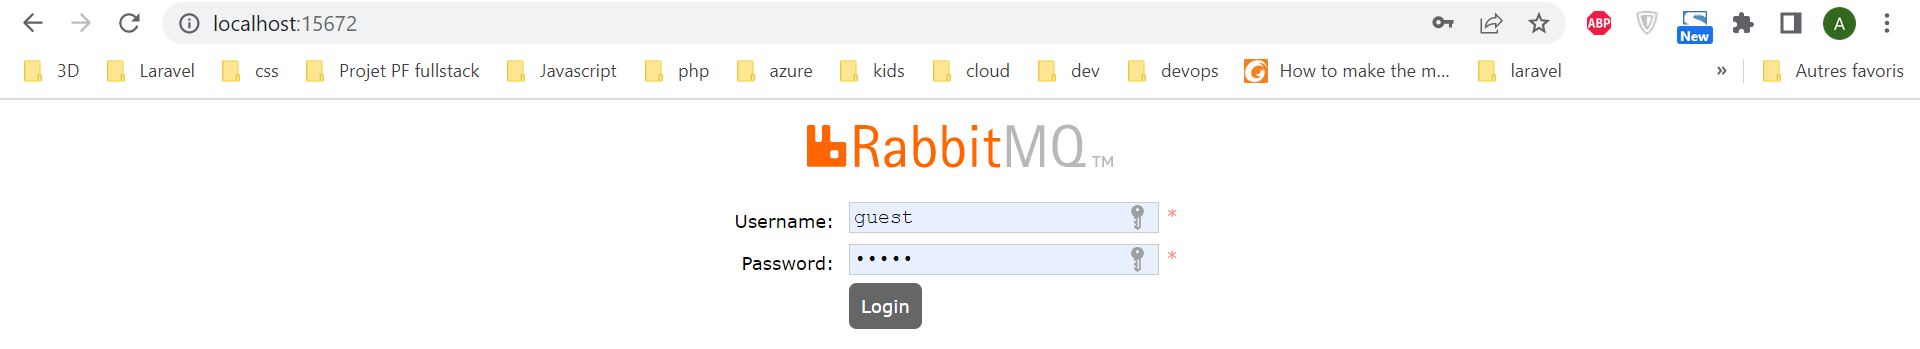 localhost:15672
ABP
New
A
3D Laravel css Projet PF fullstack Javascript php azure kids cloud dev devops How to make the m... laravel » Autres favoris
RabbitMQ TM
Username: guest *
Password: ••••• *
Login